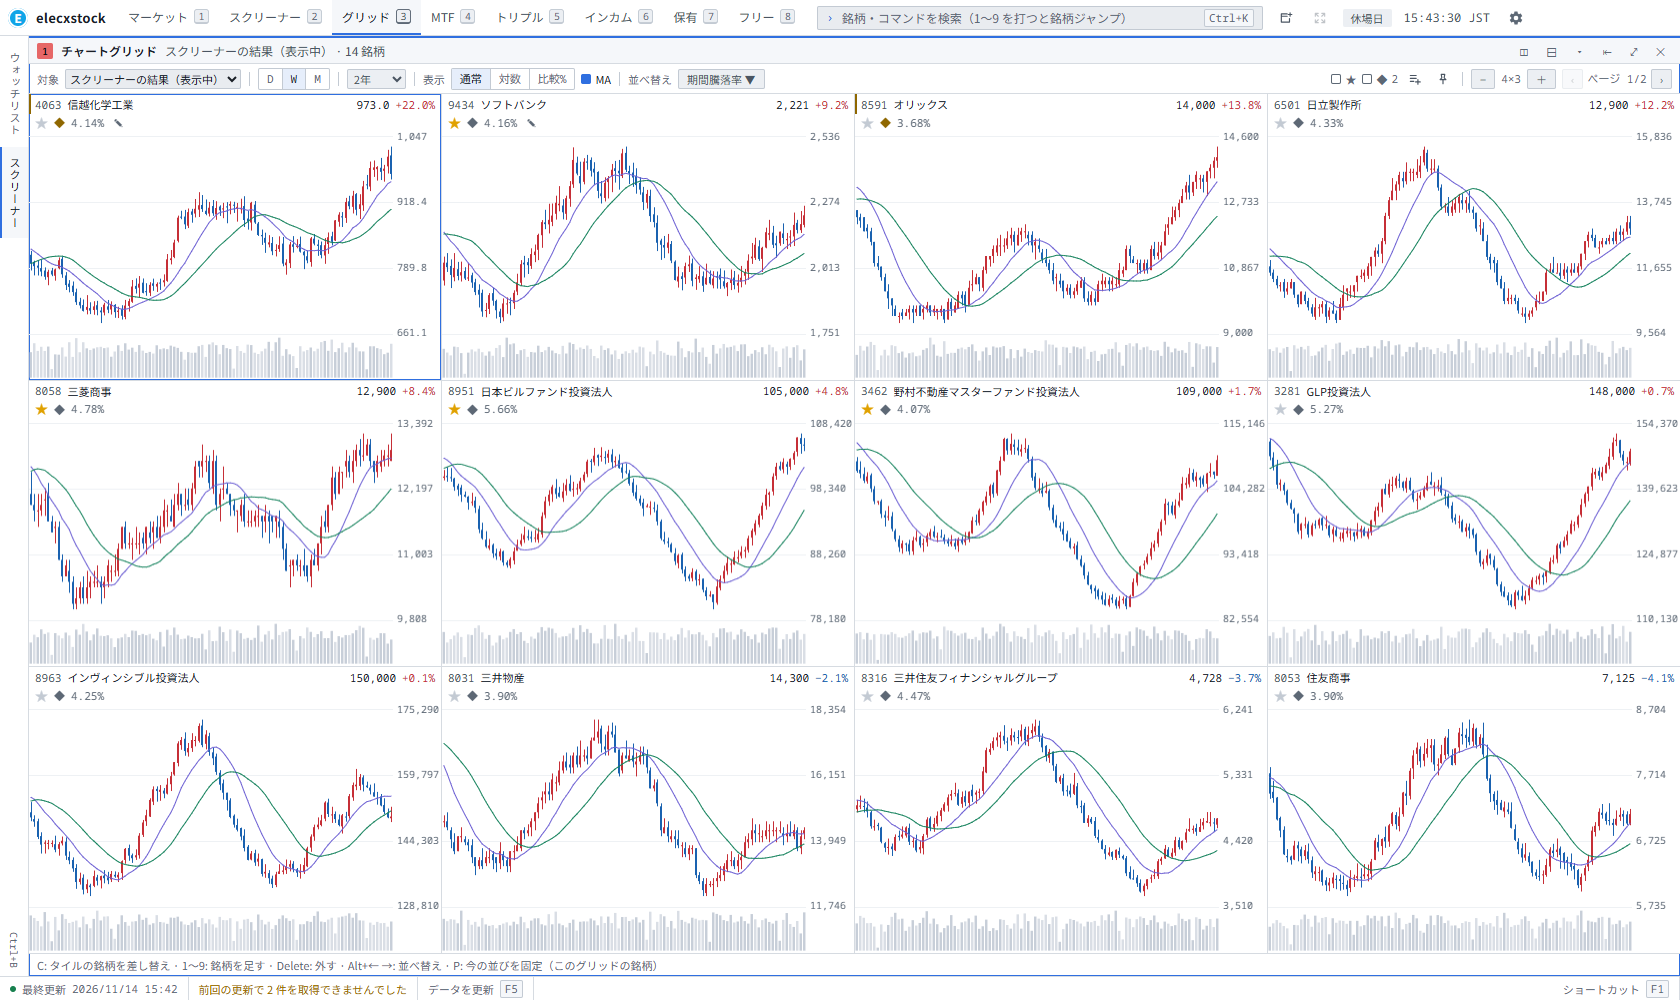 elecxstock マーケット 1 スクリーナー 2 グリッド 3 MTF 4 トリプル 5 インカム 6 保有 7 フリー 8 › 銘柄・コマンドを検索（1〜9 を打つと銘柄ジャンプ） Ctrl+K 休場日 15:43:30 JST
ウォッチリスト
スクリーナー
Ctrl+B
1 チャートグリッド スクリーナーの結果（表示中）・14 銘柄
対象 スクリーナーの結果（表示中） D W M 2年 表示 通常 対数 比較% MA 並べ替え 期間騰落率 ▼ ★ ◆ 2 − 4×3 + ‹ ページ 1/2 ›
4063 信越化学工業 973.0 +22.0%
★ ◆ 4.14%
1,047
918.4
789.8
661.1
9434 ソフトバンク 2,221 +9.2%
★ ◆ 4.16%
2,536
2,274
2,013
1,751
8591 オリックス 14,000 +13.8%
★ ◆ 3.68%
14,600
12,733
10,867
9,000
6501 日立製作所 12,900 +12.2%
★ ◆ 4.33%
15,836
13,745
11,655
9,564
8058 三菱商事 12,900 +8.4%
★ ◆ 4.78%
13,392
12,197
11,003
9,808
8951 日本ビルファンド投資法人 105,000 +4.8%
★ ◆ 5.66%
108,420
98,340
88,260
78,180
3462 野村不動産マスターファンド投資法人 109,000 +1.7%
★ ◆ 4.07%
115,146
104,282
93,418
82,554
3281 GLP投資法人 148,000 +0.7%
★ ◆ 5.27%
154,370
139,623
124,877
110,130
8963 インヴィンシブル投資法人 150,000 +0.1%
★ ◆ 4.25%
175,290
159,797
144,303
128,810
8031 三井物産 14,300 −2.1%
★ ◆ 3.90%
18,354
16,151
13,949
11,746
8316 三井住友フィナンシャルグループ 4,728 −3.7%
★ ◆ 4.47%
6,241
5,331
4,420
3,510
8053 住友商事 7,125 −4.1%
★ ◆ 3.90%
8,704
7,714
6,725
5,735
C: タイルの銘柄を差し替え・1〜9: 銘柄を足す・Delete: 外す・Alt+← →: 並べ替え・P: 今の並びを固定（このグリッドの銘柄）
最終更新 2026/11/14 15:42 前回の更新で 2 件を取得できませんでした データを更新 F5 ショートカット F1